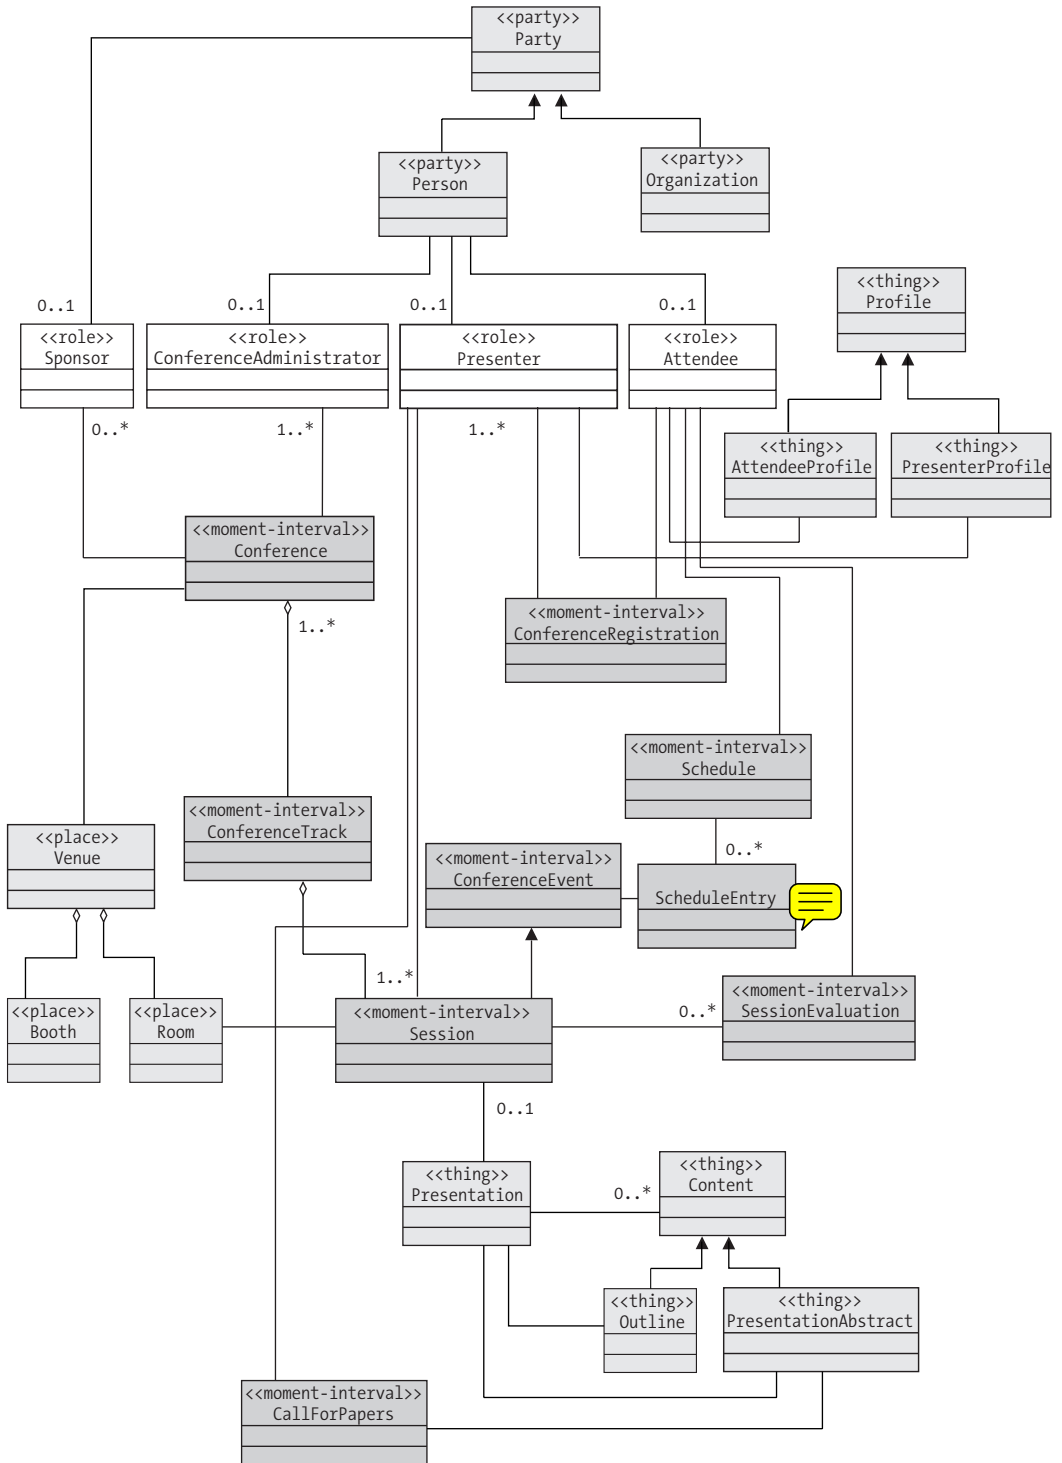 <<party>>
Party
<<party>>
Person
<<party>>
Organization
<<thing>>
Profile
0..1
0..1
0..1
0..1
<<role>>
Sponsor
<<role>>
ConferenceAdministrator
<<role>>
Presenter
<<role>>
Attendee
0..*
1..*
1..*
<<thing>>
AttendeeProfile
<<thing>>
PresenterProfile
<<moment-interval>>
Conference
1..*
<<moment-interval>>
ConferenceRegistration
<<moment-interval>>
Schedule
0..*
<<moment-interval>>
ConferenceTrack
<<place>>
Venue
<<moment-interval>>
ConferenceEvent
ScheduleEntry
1..*
<<place>>
Booth
<<place>>
Room
<<moment-interval>>
Session
0..*
<<moment-interval>>
SessionEvaluation
0..1
<<thing>>
Presentation
0..*
<<thing>>
Content
<<thing>>
Outline
<<thing>>
PresentationAbstract
<<moment-interval>>
CallForPapers